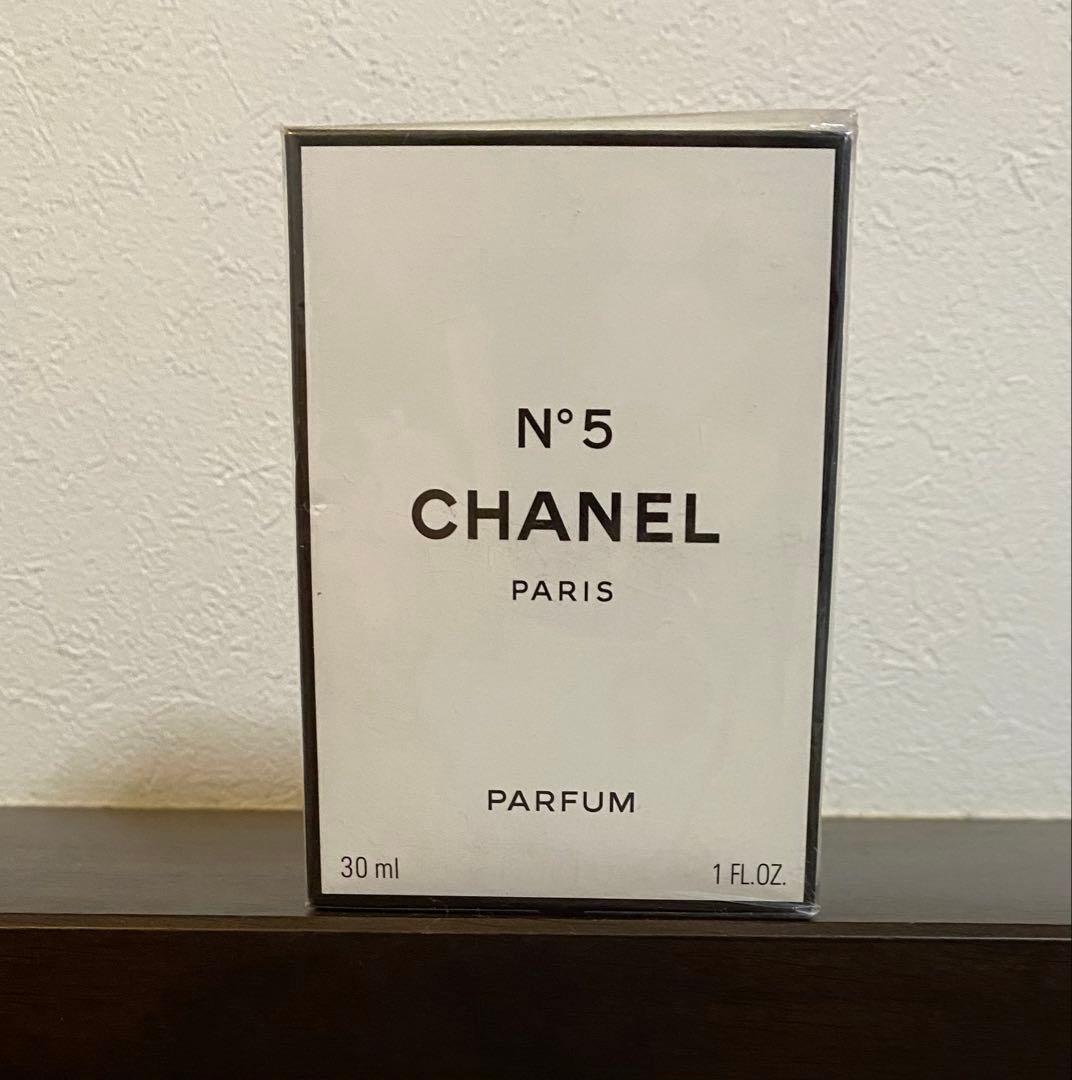 N°5
CHANEL
PARIS
PARFUM
30 ml 1 FL.OZ.